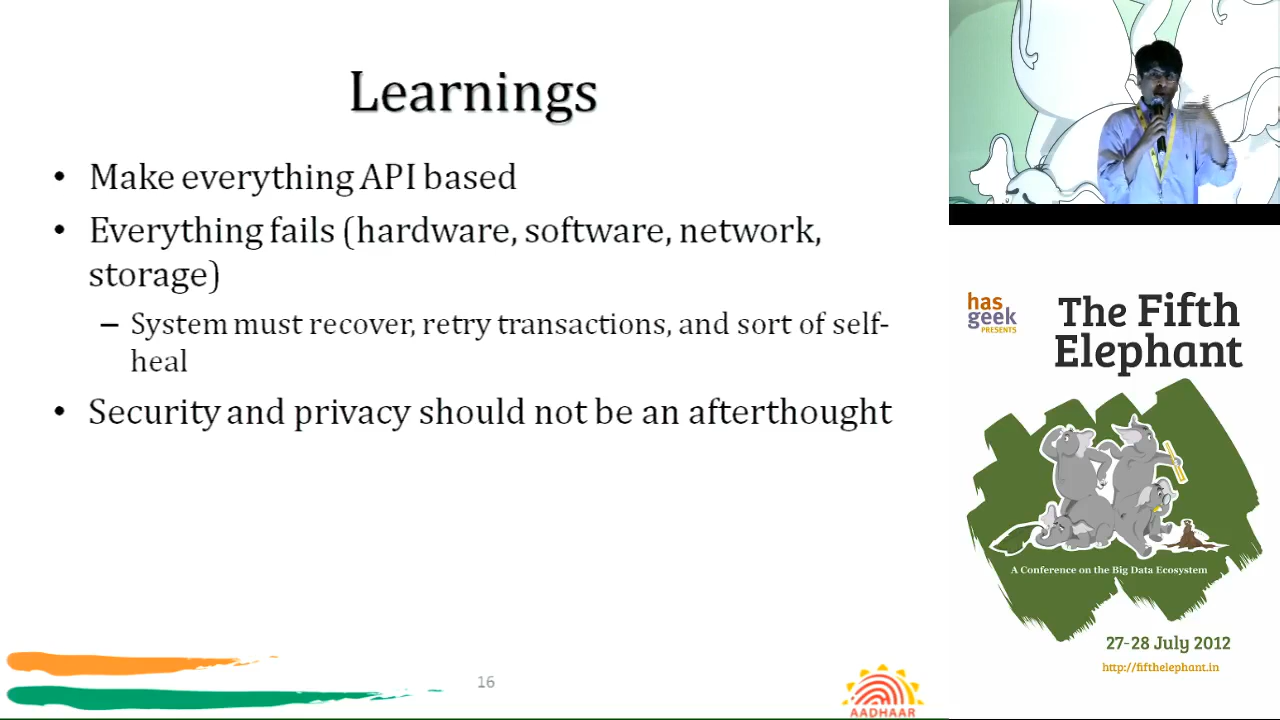 Learnings
• Make everything API based
• Everything fails (hardware, software, network,
storage)
– System must recover, retry transactions, and sort of self-
heal
• Security and privacy should not be an afterthought
16
AADHAAR
has
geek
PRESENTS
The Fifth
Elephant
A Conference on the Big Data Ecosystem
27-28 July 2012
http://fifthelephant.in